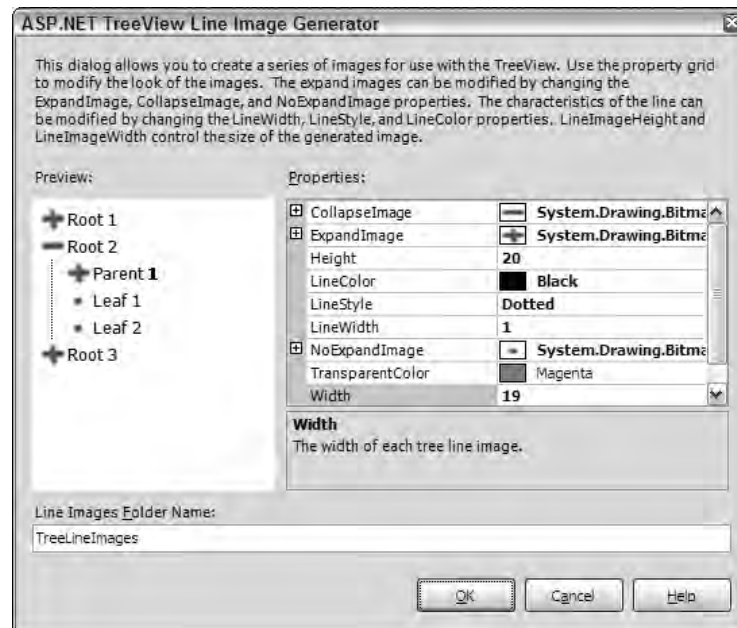 ASP.NET TreeView Line Image Generator
This dialog allows you to create a series of images for use with the TreeView. Use the property grid
to modify the look of the images. The expand images can be modified by changing the
ExpandImage, CollapseImage, and NoExpandImage properties. The characteristics of the line can
be modified by changing the LineWidth, LineStyle, and LineColor properties. LineImageHeight and
LineImageWidth control the size of the generated image.
Preview:
Root 1
Root 2
Parent 1
Leaf 1
Leaf 2
Root 3
Properties:
CollapseImage System.Drawing.Bitma
ExpandImage System.Drawing.Bitma
Height 20
LineColor Black
LineStyle Dotted
LineWidth 1
NoExpandImage System.Drawing.Bitma
TransparentColor Magenta
Width 19
Width
The width of each tree line image.
Line Images Folder Name:
TreeLineImages
OK Cancel Help